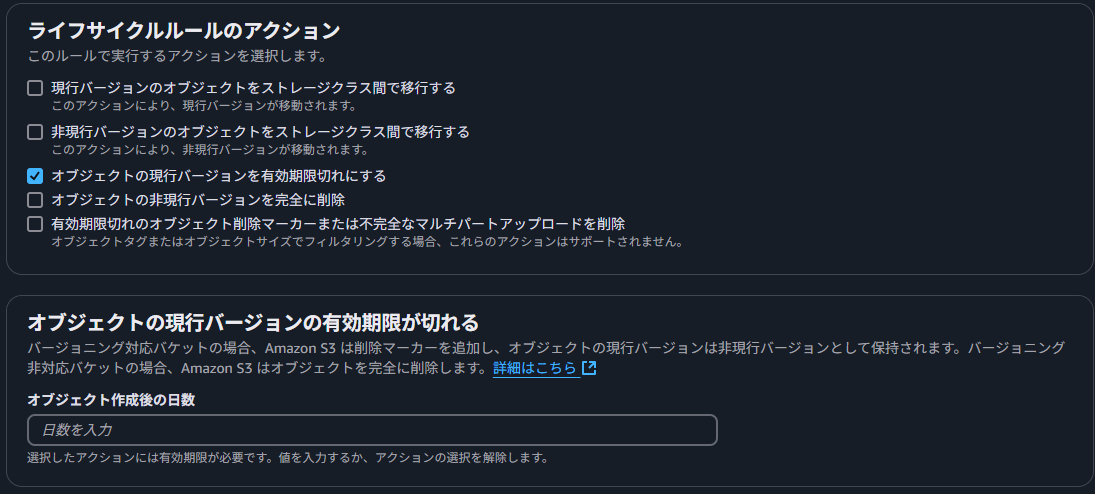 ライフサイクルルールのアクション
このルールで実行するアクションを選択します。
現行バージョンのオブジェクトをストレージクラス間で移行する
このアクションにより、現行バージョンが移動されます。
非現行バージョンのオブジェクトをストレージクラス間で移行する
このアクションにより、非現行バージョンが移動されます。
オブジェクトの現行バージョンを有効期限切れにする
オブジェクトの非現行バージョンを完全に削除
有効期限切れのオブジェクト削除マーカーまたは不完全なマルチパートアップロードを削除
オブジェクトタグまたはオブジェクトサイズでフィルタリングする場合、これらのアクションはサポートされません。
オブジェクトの現行バージョンの有効期限が切れる
バージョニング対応バケットの場合、Amazon S3 は削除マーカーを追加し、オブジェクトの現行バージョンは非現行バージョンとして保持されます。バージョニング
非対応バケットの場合、Amazon S3 はオブジェクトを完全に削除します。詳細はこちら
オブジェクト作成後の日数
日数を入力
選択したアクションには有効期限が必要です。値を入力するか、アクションの選択を解除します。